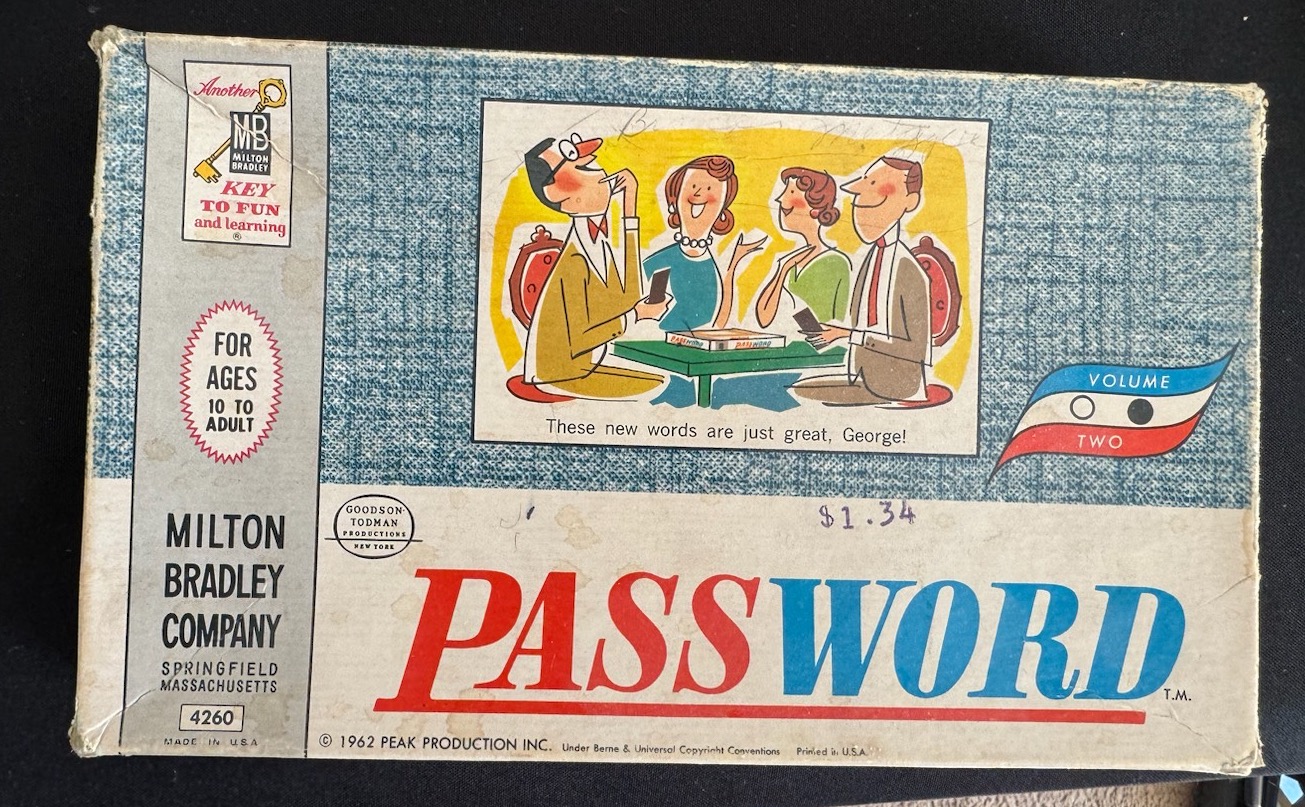 Another
MB
MILTON
BRADLEY
KEY
TO FUN
and learning
®
FOR
AGES
10 TO
ADULT
MILTON
BRADLEY
COMPANY
SPRINGFIELD
MASSACHUSETTS
4260
MADE IN U.S.A
PASSWORD
PASSWORD
These new words are just great, George!
VOLUME
TWO
GOODSON-
TODMAN
PRODUCTIONS
NEW YORK
$1.34
PASSWORD
T.M.
© 1962 PEAK PRODUCTION INC. Under Berne & Universal Copyright Conventions Printed in U.S.A.